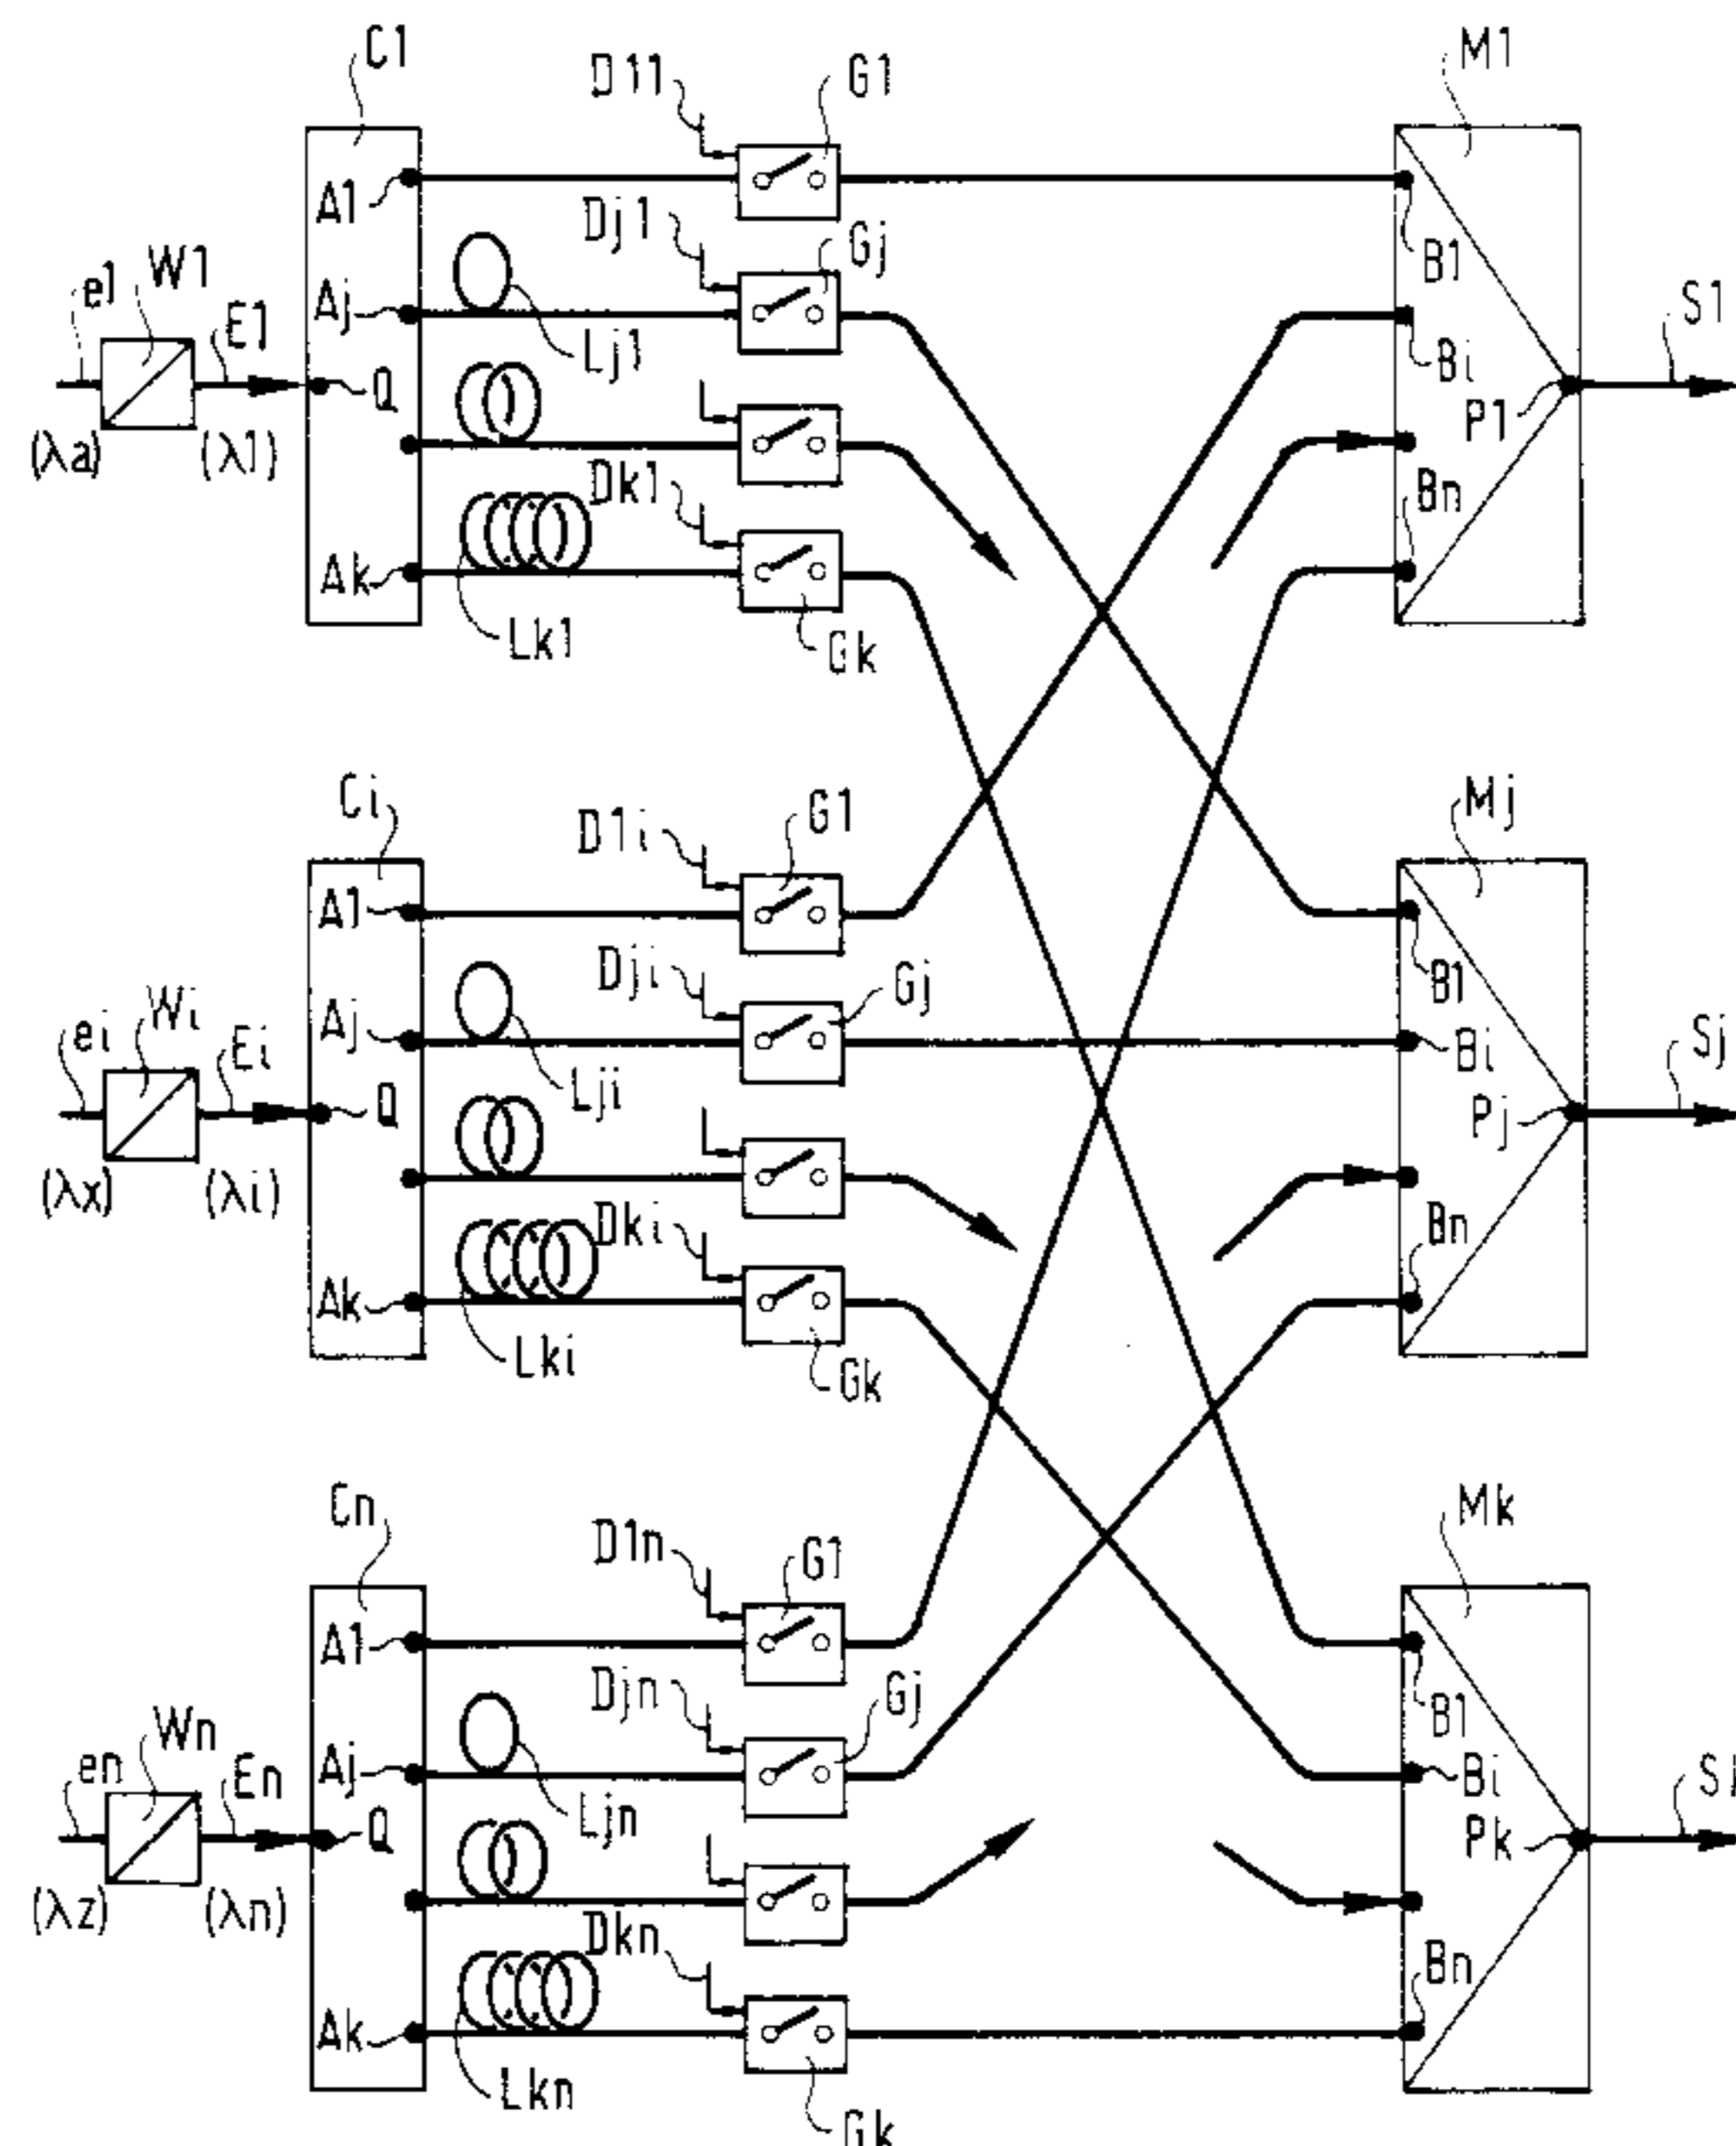 C1
D11
G1
M1
A1
Dj1
Gj
B1
e1
W1
E1
Aj
Lj1
Bi
S1
Q
P1
(λa)
(λ1)
Dk1
Bn
Ak
Lk1
Gk
Ci
D1i
G1
Mj
A1
Dji
Gj
B1
ei
Wi
Ei
Aj
Lji
Bi
Sj
Q
Pj
(λx)
(λi)
Dki
Bn
Ak
Lki
Gk
Cn
D1n
G1
Mk
A1
Djn
Gj
B1
en
Wn
En
Aj
Ljn
Bi
Q
Pk
(λz)
(λn)
Dkn
Bn
Ak
Lkn
Gk